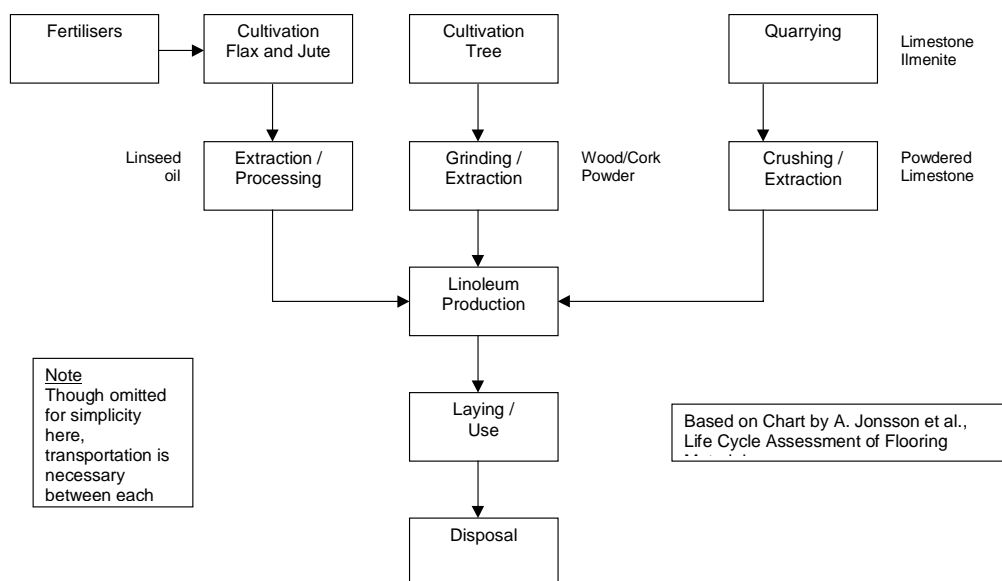 Fertilisers
Cultivation
Flax and Jute
Cultivation
Tree
Quarrying
Limestone
Ilmenite
Linseed
oil
Extraction /
Processing
Grinding /
Extraction
Wood/Cork
Powder
Crushing /
Extraction
Powdered
Limestone
Linoleum
Production
Note
Though omitted
for simplicity
here,
transportation is
necessary
between each
Laying /
Use
Based on Chart by A. Jonsson et al.,
Life Cycle Assessment of Flooring
Disposal